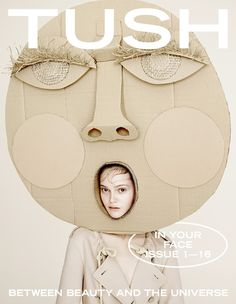 TUSH
IN YOUR
FACE
ISSUE 1—16
BETWEEN BEAUTY AND THE UNIVERSE